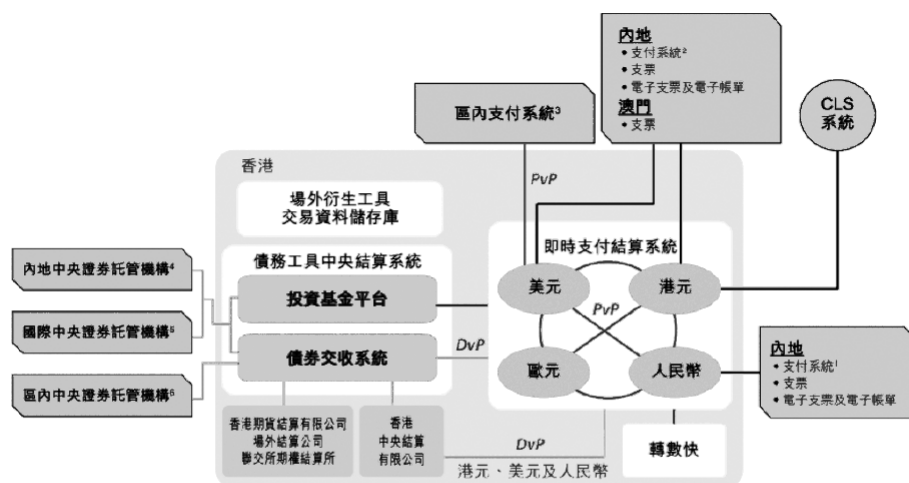 內地
• 支付系統²
• 支票
• 電子支票及電子帳單
澳門
• 支票
區內支付系統³
CLS
系統
香港
PvP
場外衍生工具
交易資料儲存庫
即時支付結算系統
債務工具中央結算系統
內地中央證券託管機構⁴
投資基金平台
美元
港元
PvP
國際中央證券託管機構⁵
債券交收系統
DvP
歐元
人民幣
內地
• 支付系統¹
• 支票
• 電子支票及電子帳單
區內中央證券託管機構⁶
香港期貨結算有限公司
場外結算公司
聯交所期權結算所
香港
中央結算
有限公司
DvP
港元、美元及人民幣
轉數快